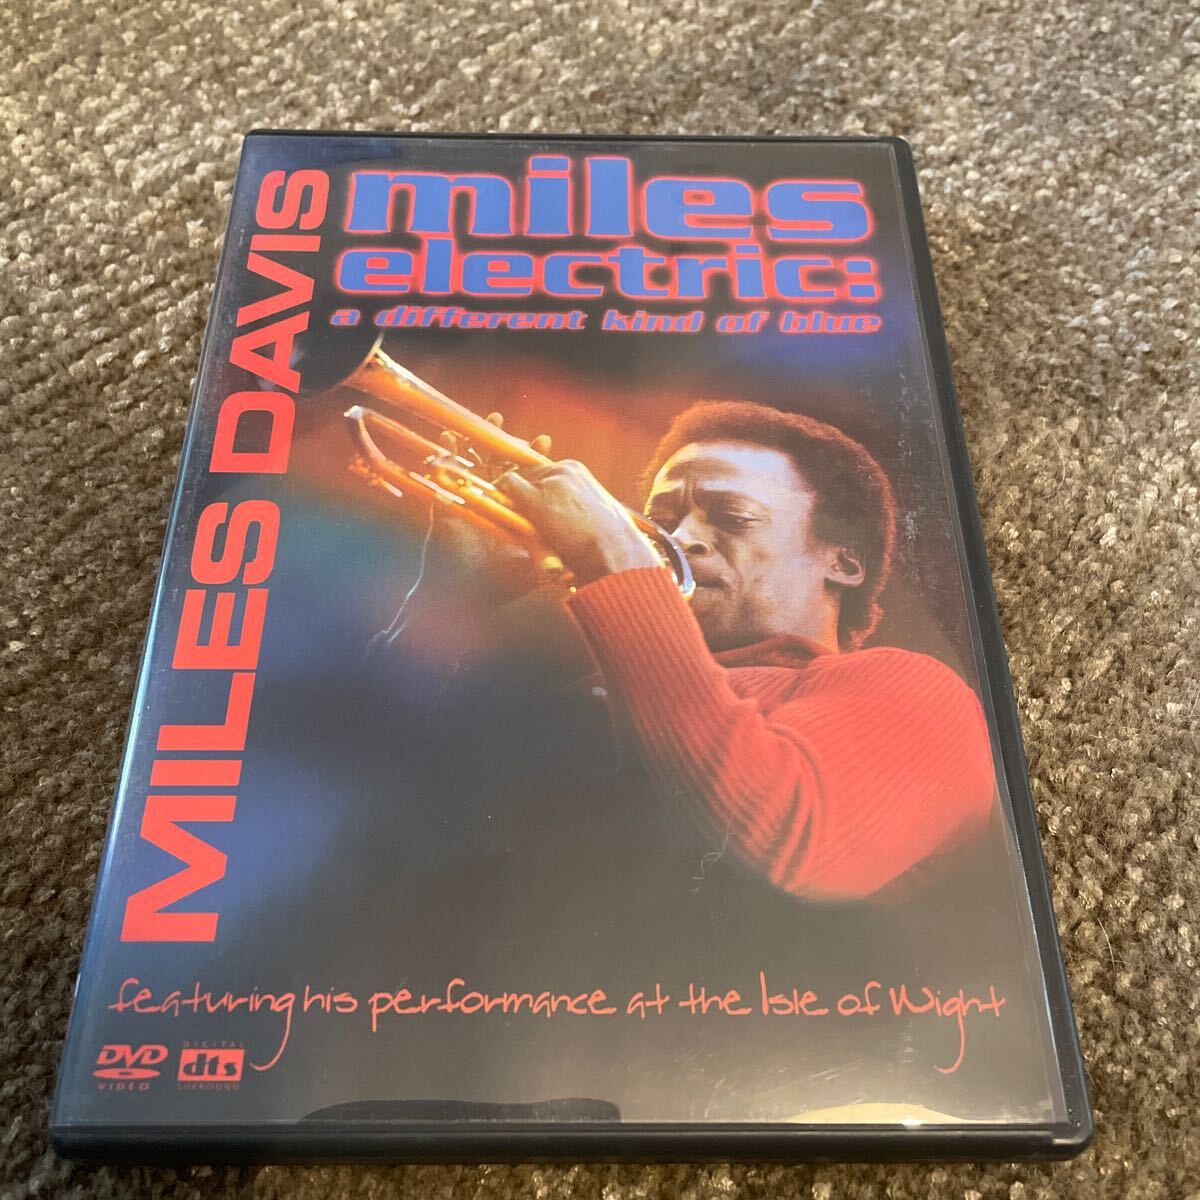 MILES DAVIS
miles
electric:
a different kind of blue
featuring his performance at the Isle of Wight
DVD
VIDEO
DIGITAL
dts
SURROUND